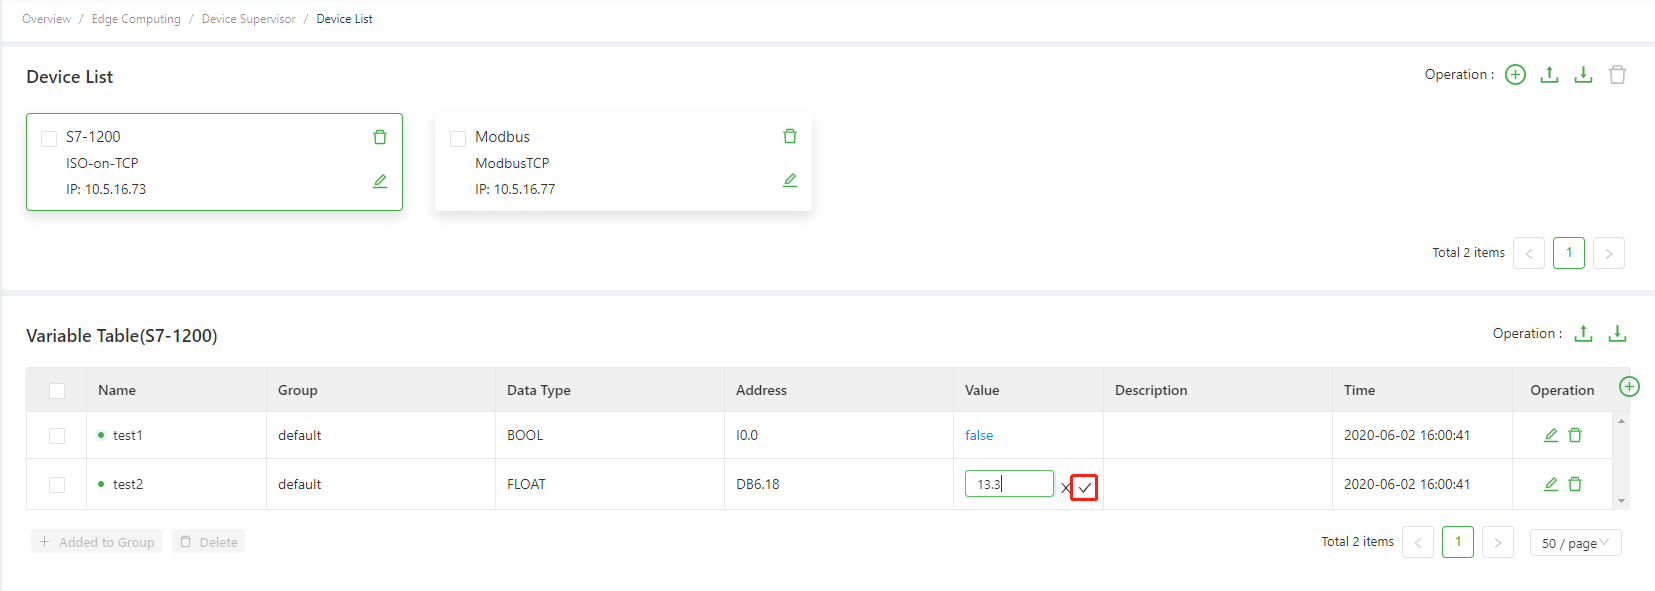 Overview / Edge Computing / Device Supervisor / Device List
Device List
Operation :
S7-1200
ISO-on-TCP
IP: 10.5.16.73
Modbus
ModbusTCP
IP: 10.5.16.77
Total 2 items < 1 >
Variable Table(S7-1200)
Operation :
Name Group Data Type Address Value Description Time Operation
test1 default BOOL I0.0 false 2020-06-02 16:00:41
test2 default FLOAT DB6.18 13.3 X 2020-06-02 16:00:41
+ Added to Group Delete
Total 2 items < 1 > 50 / page